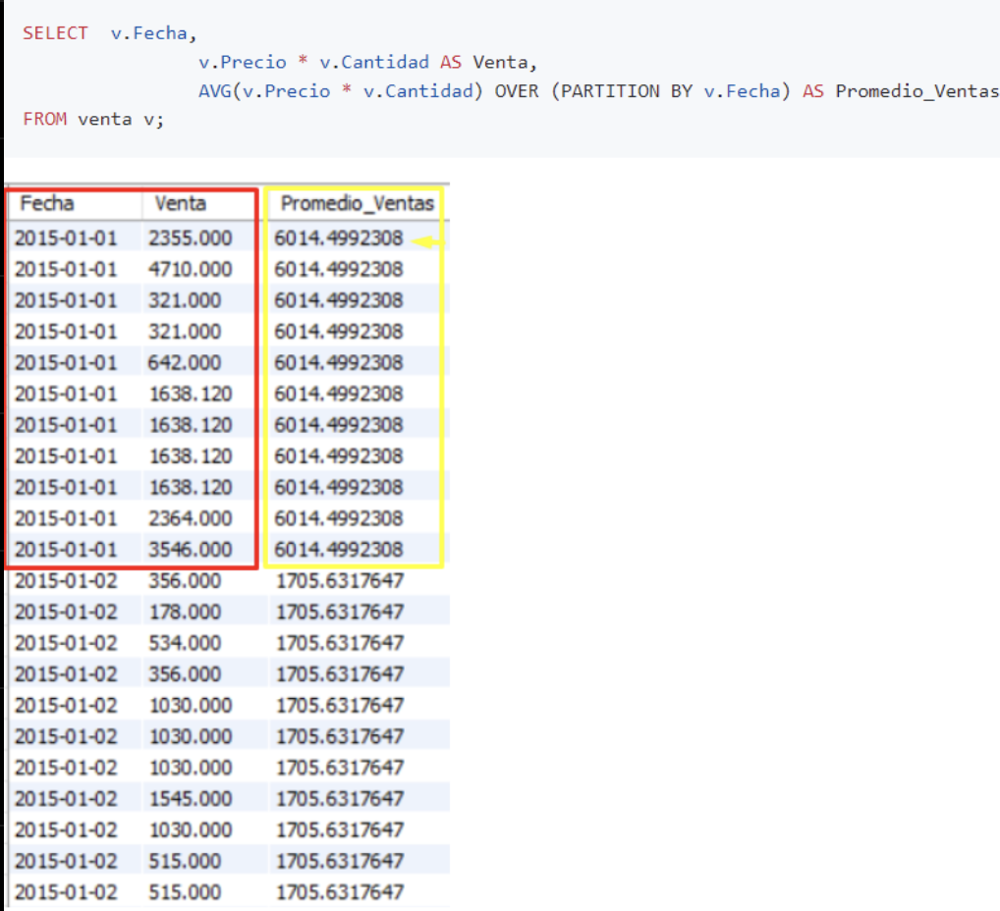 SELECT v.Fecha,
v.Precio * v.Cantidad AS Venta,
AVG(v.Precio * v.Cantidad) OVER (PARTITION BY v.Fecha) AS Promedio_Ventas
FROM venta v;
Fecha Venta Promedio_Ventas
2015-01-01 2355.000 6014.4992308
2015-01-01 4710.000 6014.4992308
2015-01-01 321.000 6014.4992308
2015-01-01 321.000 6014.4992308
2015-01-01 642.000 6014.4992308
2015-01-01 1638.120 6014.4992308
2015-01-01 1638.120 6014.4992308
2015-01-01 1638.120 6014.4992308
2015-01-01 1638.120 6014.4992308
2015-01-01 2364.000 6014.4992308
2015-01-01 3546.000 6014.4992308
2015-01-02 356.000 1705.6317647
2015-01-02 178.000 1705.6317647
2015-01-02 534.000 1705.6317647
2015-01-02 356.000 1705.6317647
2015-01-02 1030.000 1705.6317647
2015-01-02 1030.000 1705.6317647
2015-01-02 1030.000 1705.6317647
2015-01-02 1545.000 1705.6317647
2015-01-02 1030.000 1705.6317647
2015-01-02 515.000 1705.6317647
2015-01-02 515.000 1705.6317647